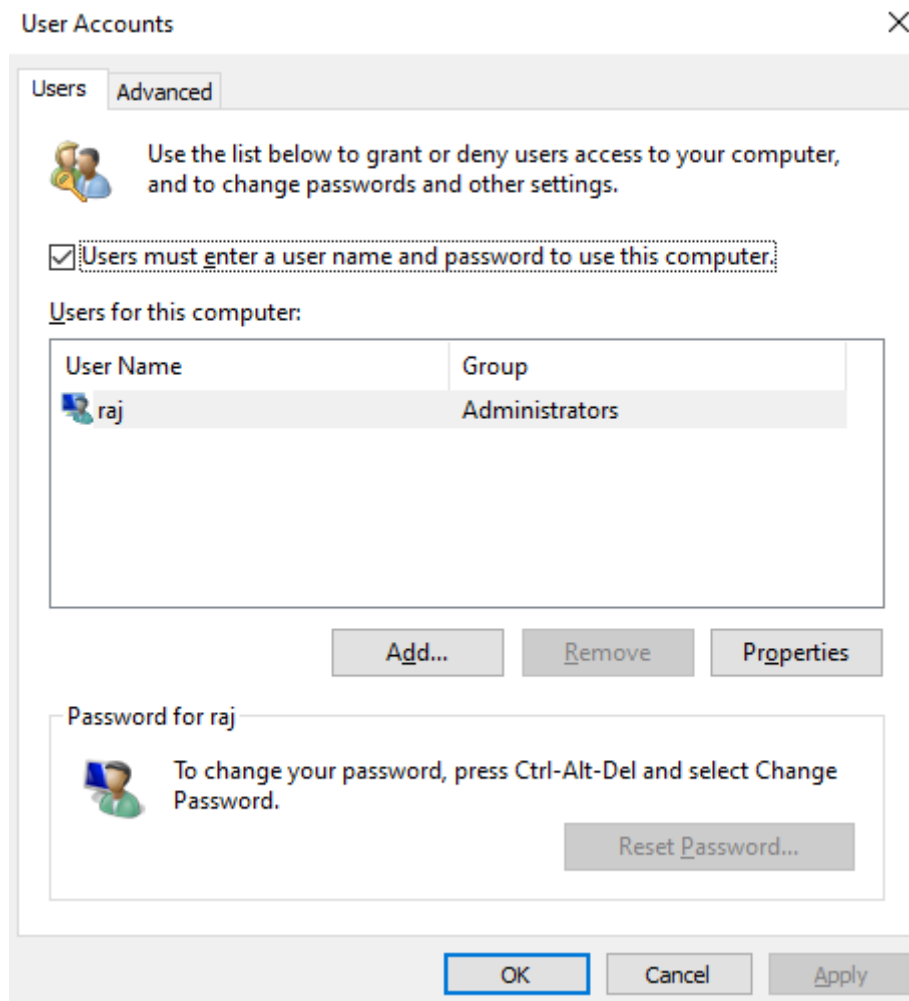 User Accounts
Users
Advanced
Use the list below to grant or deny users access to your computer,
and to change passwords and other settings.
Users must enter a user name and password to use this computer.
Users for this computer:
User Name
Group
raj
Administrators
Add...
Remove
Properties
Password for raj
To change your password, press Ctrl-Alt-Del and select Change
Password.
Reset Password...
OK
Cancel
Apply